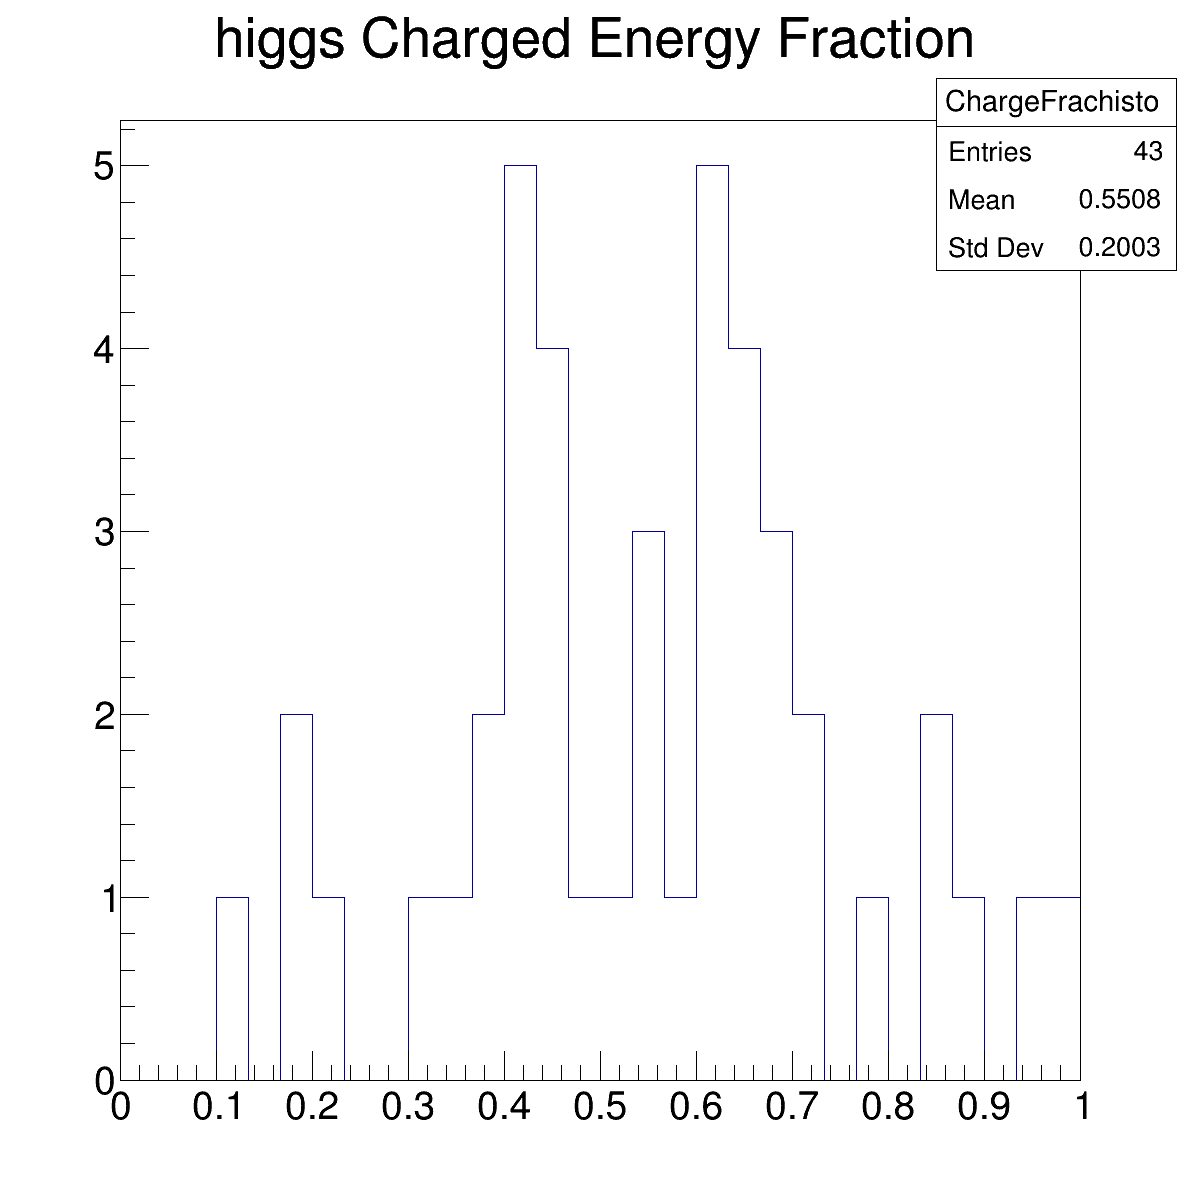 higgs Charged Energy Fraction
ChargeFrachisto
Entries 43
Mean 0.5508
Std Dev 0.2003
5
4
3
2
1
0
0 0.1 0.2 0.3 0.4 0.5 0.6 0.7 0.8 0.9 1